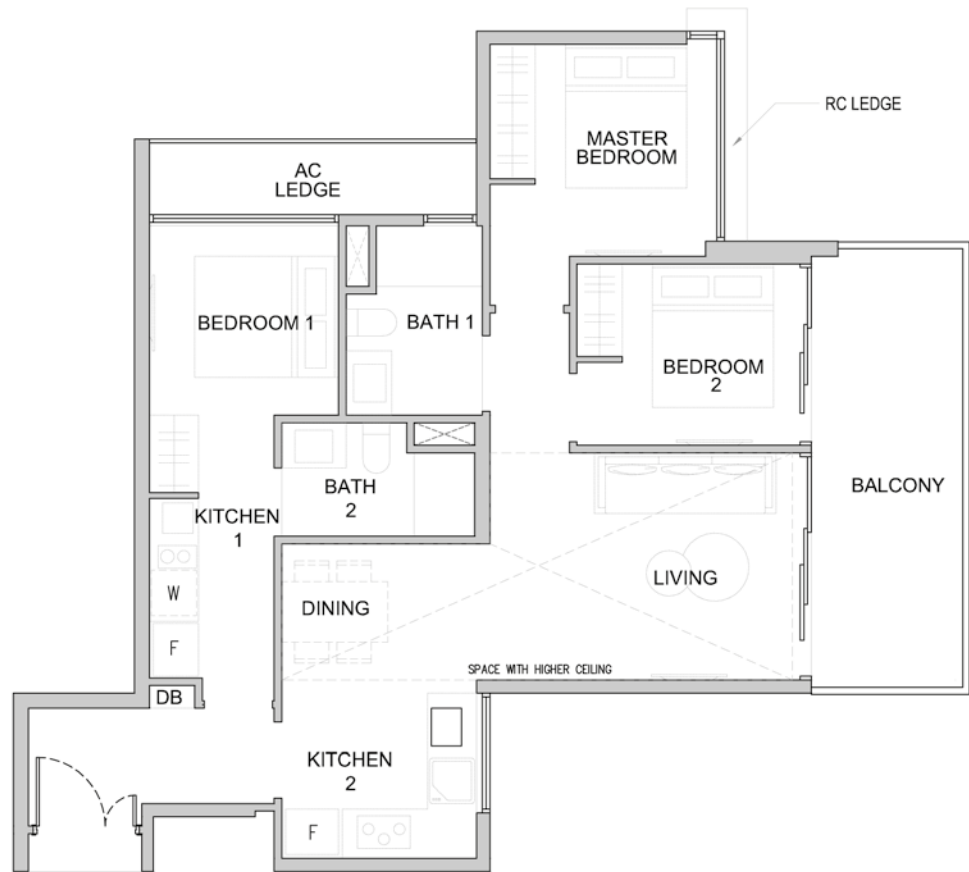 RC LEDGE
MASTER
BEDROOM
AC
LEDGE
BEDROOM 1
BATH 1
BEDROOM
2
BATH
2
BALCONY
KITCHEN
1
LIVING
W
DINING
F
SPACE WITH HIGHER CEILING
DB
KITCHEN
2
F